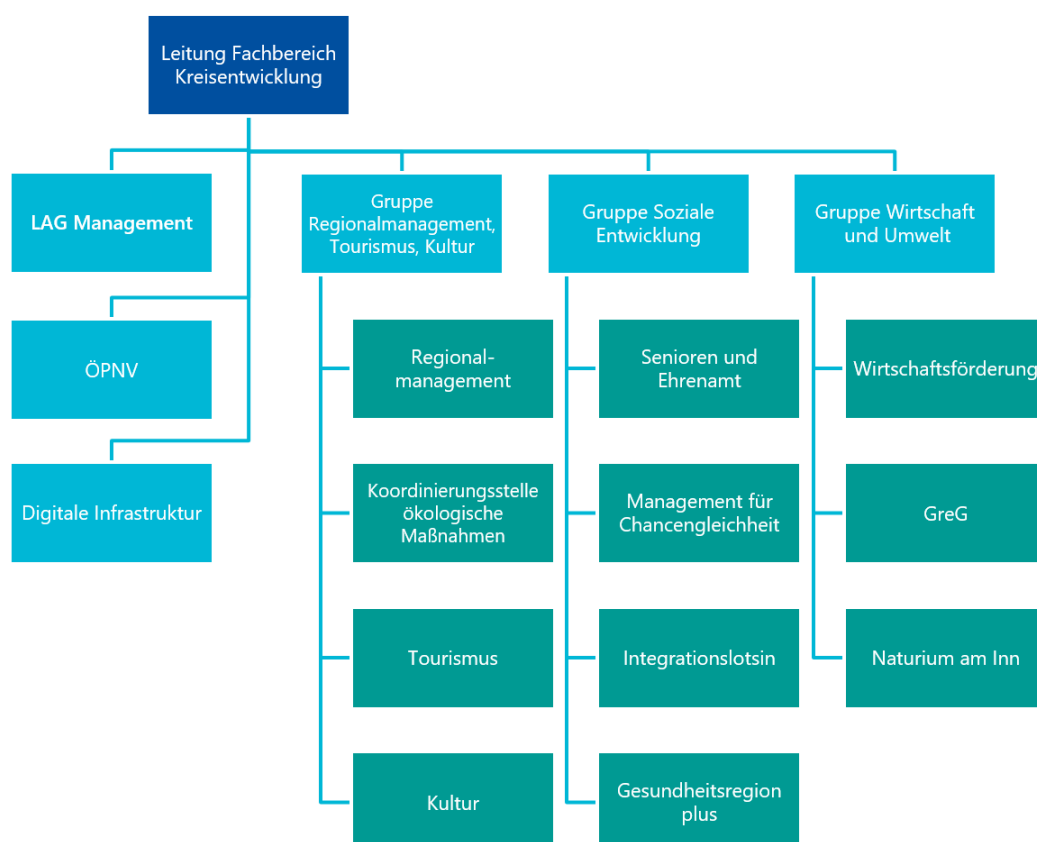 Leitung Fachbereich
Kreisentwicklung
LAG Management
Gruppe
Regionalmanagement,
Tourismus, Kultur
Gruppe Soziale
Entwicklung
Gruppe Wirtschaft
und Umwelt
ÖPNV
Regional-
management
Senioren und
Ehrenamt
Wirtschaftsförderung
Digitale Infrastruktur
Koordinierungsstelle
ökologische
Maßnahmen
Management für
Chancengleichheit
GreG
Tourismus
Integrationslotsin
Naturium am Inn
Kultur
Gesundheitsregion
plus